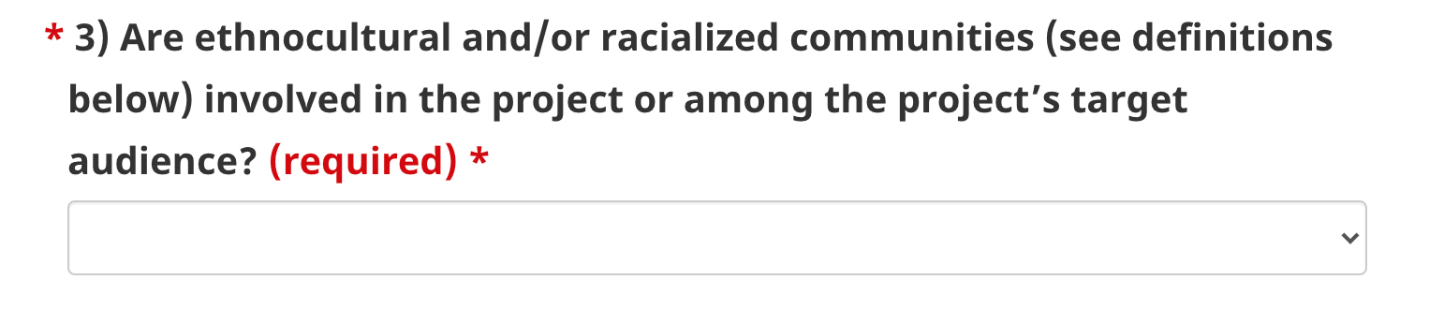 * 3) Are ethnocultural and/or racialized communities (see definitions
below) involved in the project or among the project’s target
audience? (required) *